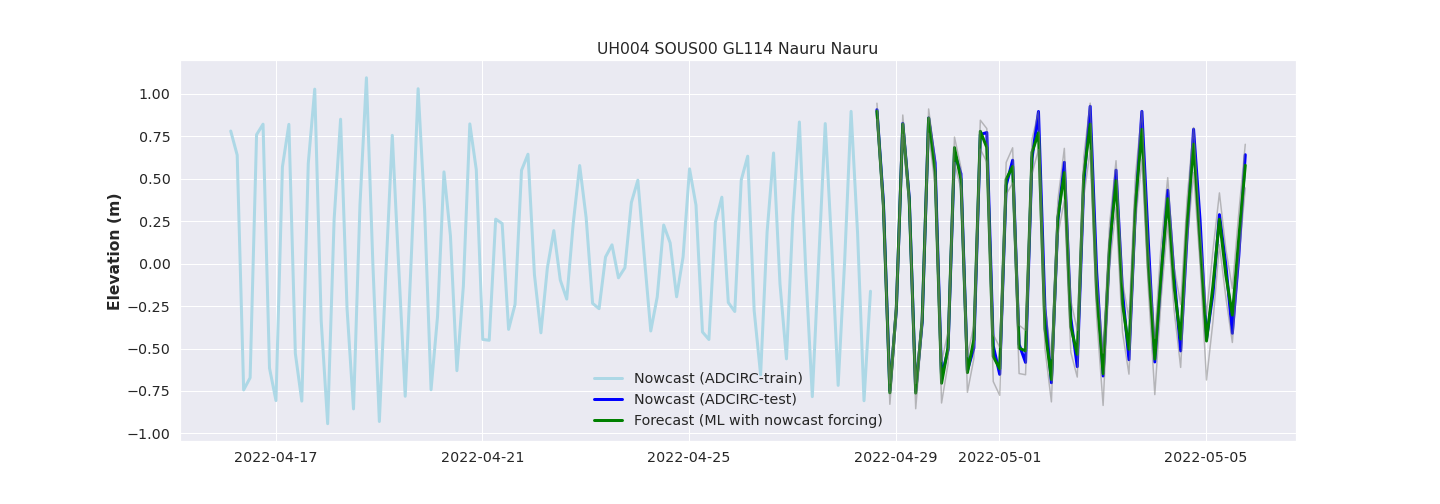 UH004 SOUS00 GL114 Nauru Nauru
Elevation (m)
1.00
0.75
0.50
0.25
0.00
−0.25
−0.50
−0.75
−1.00
Nowcast (ADCIRC-train)
Nowcast (ADCIRC-test)
Forecast (ML with nowcast forcing)
2022-04-17 2022-04-21 2022-04-25 2022-04-29 2022-05-01 2022-05-05